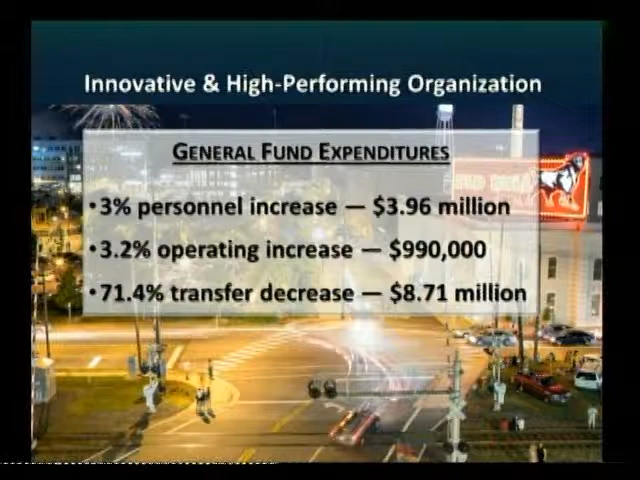 Innovative & High-Performing Organization
GENERAL FUND EXPENDITURES
•3% personnel increase — $3.96 million
•3.2% operating increase — $990,000
•71.4% transfer decrease — $8.71 million